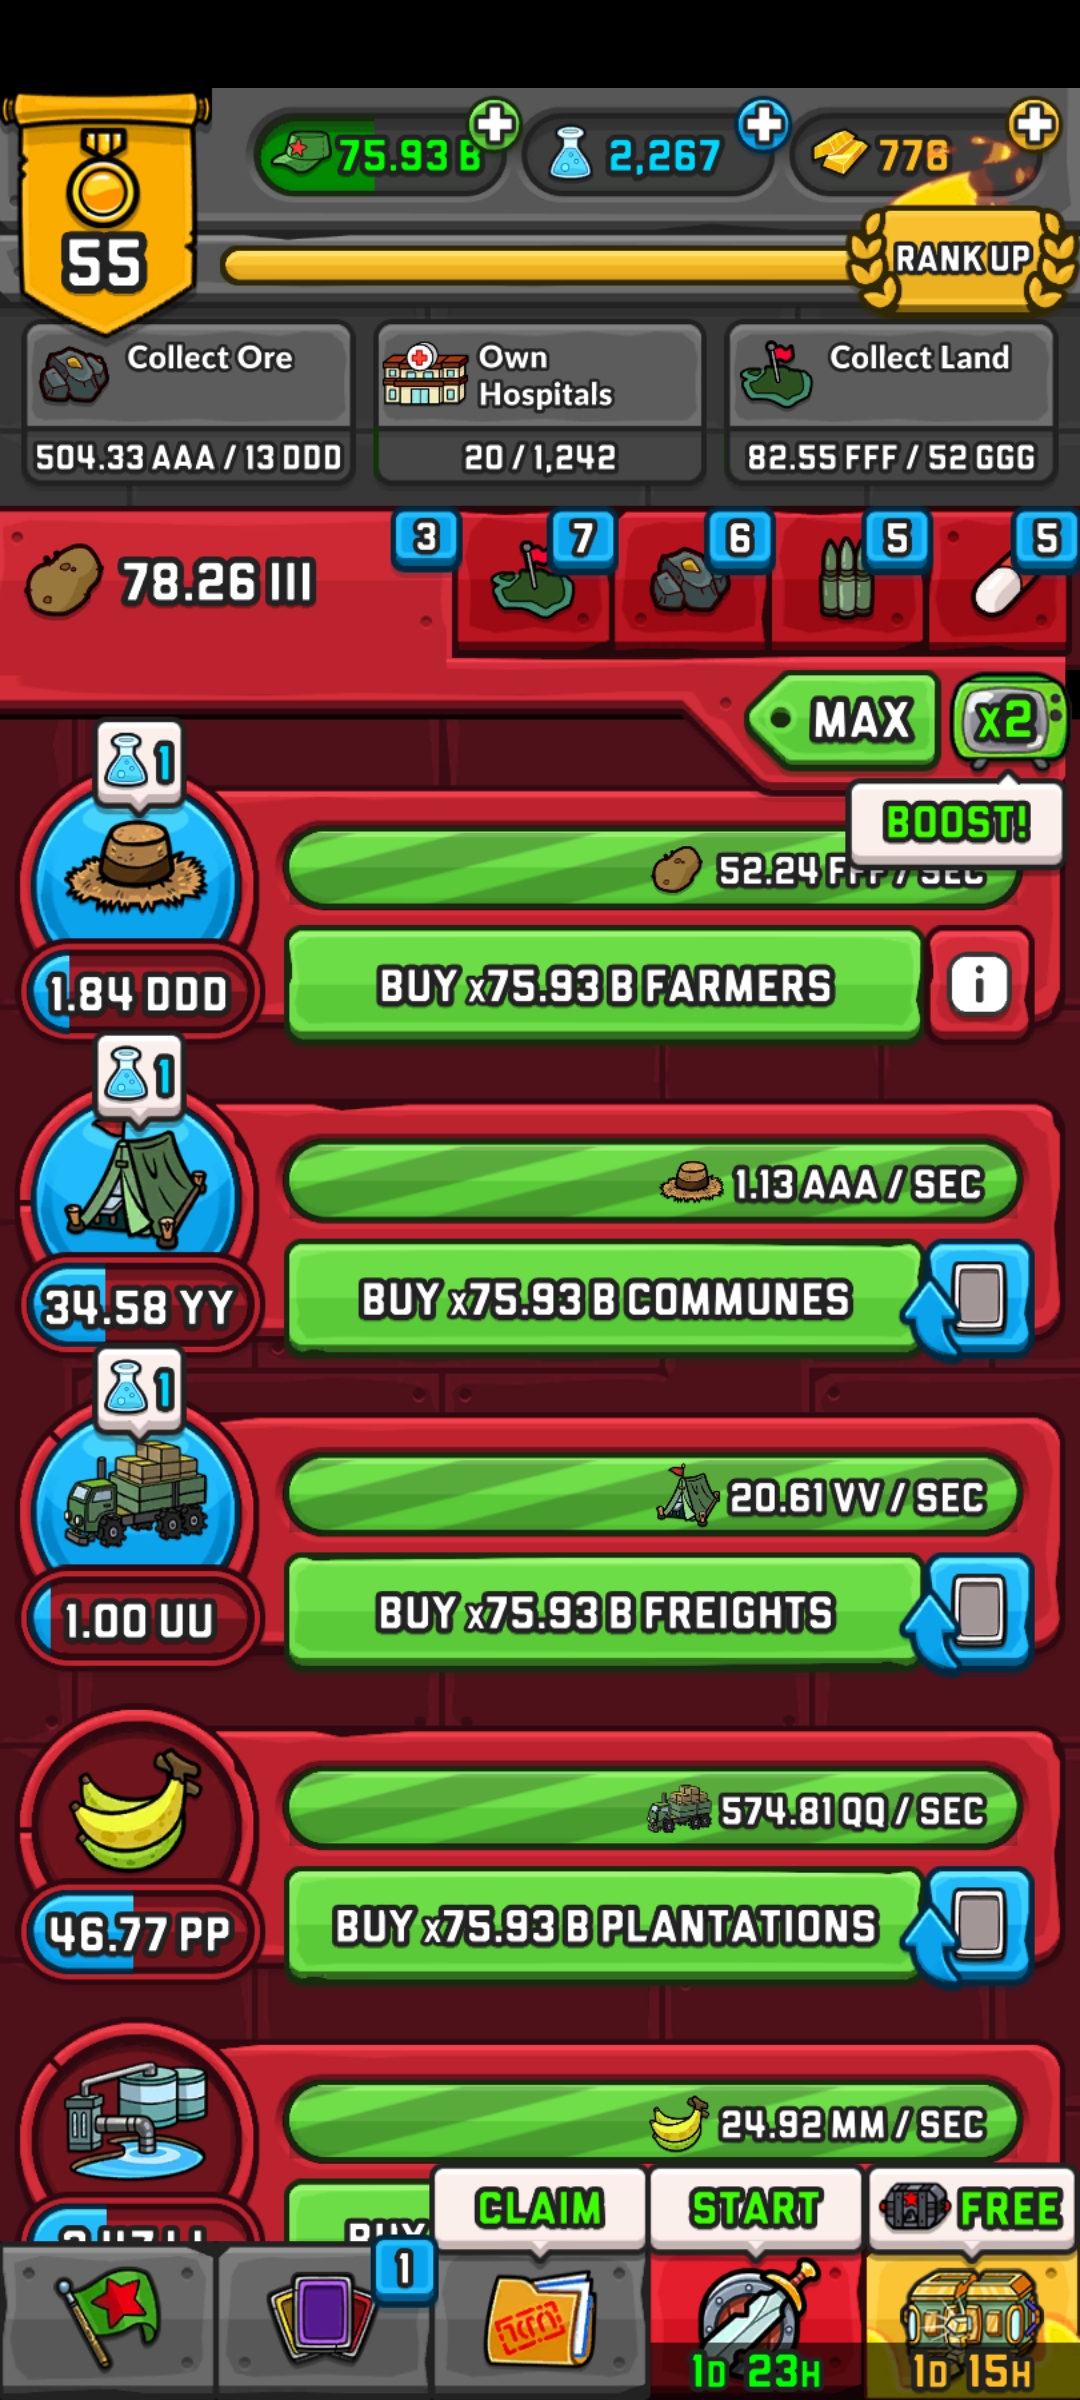 75.93 B
2,267
778
55
RANK UP
Collect Ore
504.33 AAA / 13 DDD
Own
Hospitals
20 / 1,242
Collect Land
82.55 FFF / 52 GGG
78.26 III
3
7
6
5
5
MAX
x2
BOOST!
1
52.24 FFF / SEC
1.84 DDD
BUY x75.93 B FARMERS
i
1
1.13 AAA / SEC
34.58 YY
BUY x75.93 B COMMUNES
1
20.61 VV / SEC
1.00 UU
BUY x75.93 B FREIGHTS
574.81 QQ / SEC
46.77 PP
BUY x75.93 B PLANTATIONS
24.92 MM / SEC
BUY
CLAIM
START
FREE
1
1D 23H
1D 15H